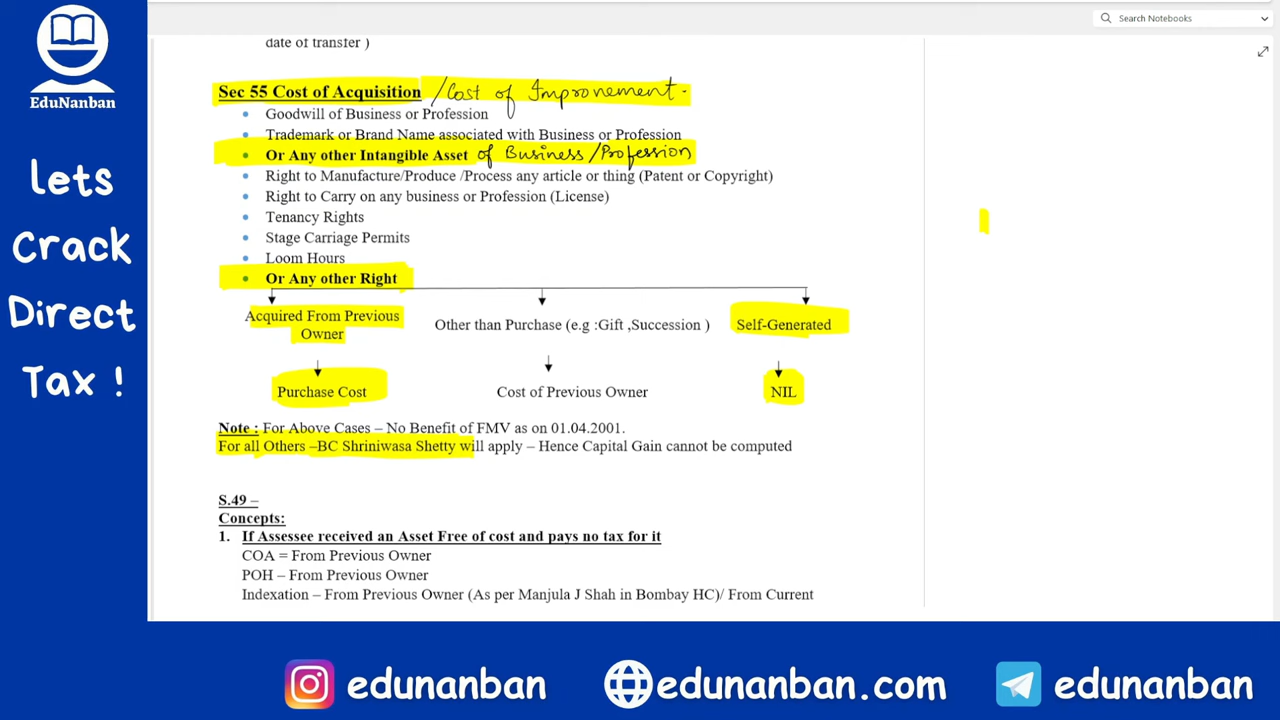 EduNanban
lets
Crack
Direct
Tax !
Search Notebooks
date of transfer )
Sec 55 Cost of Acquisition /Cost of Improvement.
Goodwill of Business or Profession
Trademark or Brand Name associated with Business or Profession
Or Any other Intangible Asset of Business/Profession
Right to Manufacture/Produce /Process any article or thing (Patent or Copyright)
Right to Carry on any business or Profession (License)
Tenancy Rights
Stage Carriage Permits
Loom Hours
Or Any other Right
Acquired From Previous
Owner
Other than Purchase (e.g :Gift ,Succession )
Self-Generated
Purchase Cost
Cost of Previous Owner
NIL
Note : For Above Cases – No Benefit of FMV as on 01.04.2001.
For all Others –BC Shriniwasa Shetty will apply – Hence Capital Gain cannot be computed
S.49 –
Concepts:
1. If Assessee received an Asset Free of cost and pays no tax for it
COA = From Previous Owner
POH – From Previous Owner
Indexation – From Previous Owner (As per Manjula J Shah in Bombay HC)/ From Current
edunanban
edunanban.com
edunanban